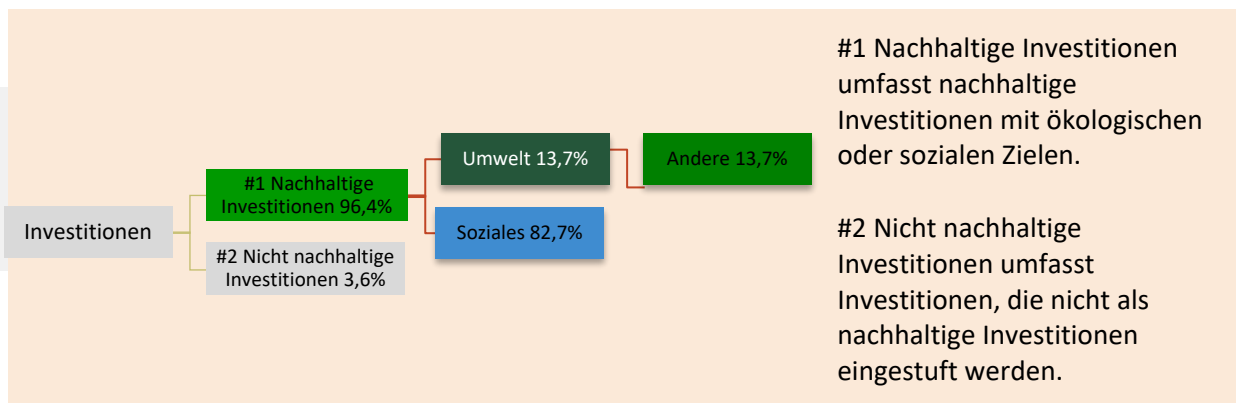 Investitionen
#1 Nachhaltige
Investitionen 96,4%
#2 Nicht nachhaltige
Investitionen 3,6%
Umwelt 13,7%
Soziales 82,7%
Andere 13,7%
#1 Nachhaltige Investitionen
umfasst nachhaltige
Investitionen mit ökologischen
oder sozialen Zielen.
#2 Nicht nachhaltige
Investitionen umfasst
Investitionen, die nicht als
nachhaltige Investitionen
eingestuft werden.